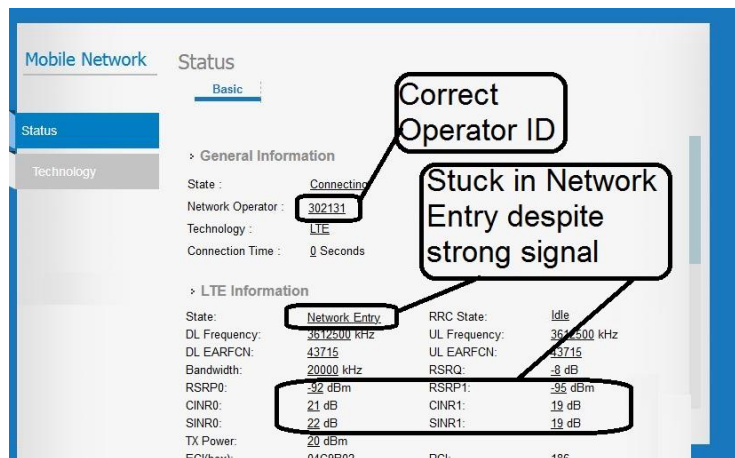 Mobile Network
Status
Basic
Correct
Operator ID
Status
Technology
General Information
State : Connecting
Network Operator : 302131
Technology : LTE
Connection Time : 0 Seconds
Stuck in Network
Entry despite
strong signal
LTE Information
State: Network Entry RRC State: Idle
DL Frequency: 3612500 kHz UL Frequency: 3612500 kHz
DL EARFCN: 43715 UL EARFCN: 43715
Bandwidth: 20000 kHz RSRQ: -8 dB
RSRP0: -92 dBm RSRP1: -95 dBm
CINR0: 21 dB CINR1: 19 dB
SINR0: 22 dB SINR1: 19 dB
TX Power: 20 dBm